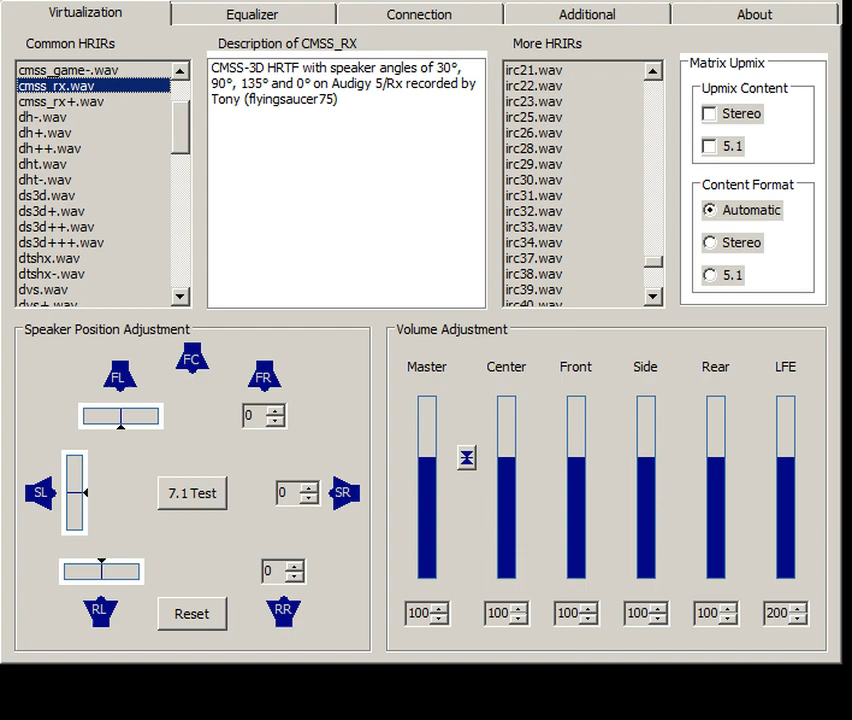 Virtualization
Equalizer
Connection
Additional
About
Common HRIRs
cmss_game-.wav
cmss_rx.wav
cmss_rx+.wav
dh-.wav
dh+.wav
dh++.wav
dht.wav
dht-.wav
ds3d.wav
ds3d+.wav
ds3d++.wav
ds3d+++.wav
dtshx.wav
dtshx-.wav
dvs.wav
dvs+.wav
Description of CMSS_RX
CMSS-3D HRTF with speaker angles of 30°,
90°, 135° and 0° on Audigy 5/Rx recorded by
Tony (flyingsaucer75)
More HRIRs
irc21.wav
irc22.wav
irc23.wav
irc25.wav
irc26.wav
irc28.wav
irc29.wav
irc30.wav
irc31.wav
irc32.wav
irc33.wav
irc34.wav
irc37.wav
irc38.wav
irc39.wav
irc40.wav
Matrix Upmix
Upmix Content
Stereo
5.1
Content Format
Automatic
Stereo
5.1
Speaker Position Adjustment
FC
FL
FR
0
SL
7.1 Test
0
SR
0
RL
Reset
RR
Volume Adjustment
Master
Center
Front
Side
Rear
LFE
100
100
100
100
100
200